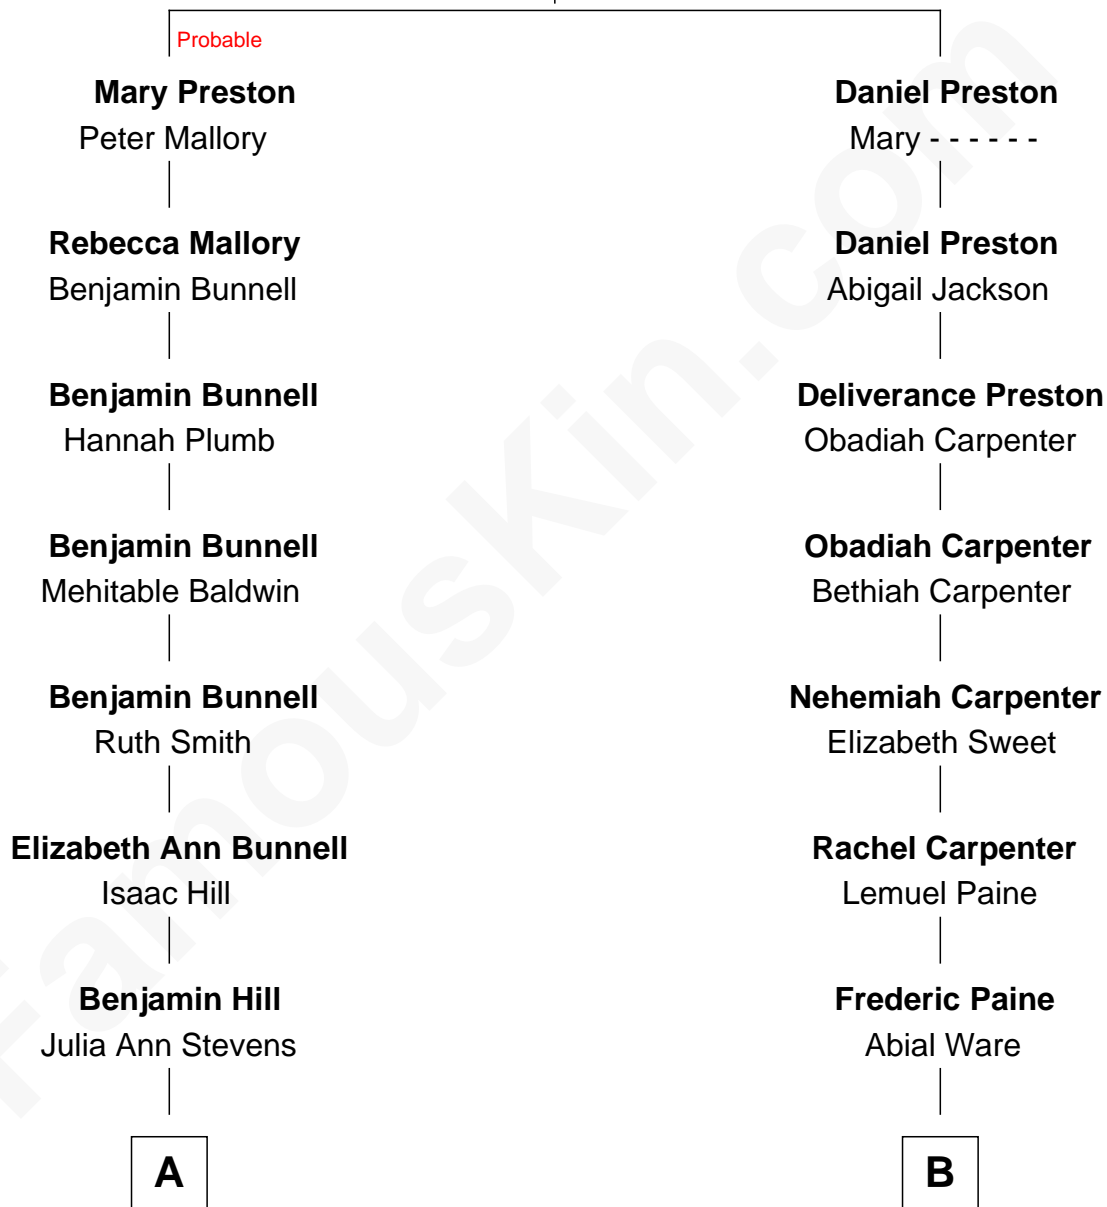 Probable
Mary Preston
Peter Mallory
Daniel Preston
Mary - - - - - -
Rebecca Mallory
Benjamin Bunnell
Daniel Preston
Abigail Jackson
Benjamin Bunnell
Hannah Plumb
Deliverance Preston
Obadiah Carpenter
Benjamin Bunnell
Mehitable Baldwin
Obadiah Carpenter
Bethiah Carpenter
Benjamin Bunnell
Ruth Smith
Nehemiah Carpenter
Elizabeth Sweet
Elizabeth Ann Bunnell
Isaac Hill
Rachel Carpenter
Lemuel Paine
Benjamin Hill
Julia Ann Stevens
Frederic Paine
Abial Ware
A
B
FamousKin.com